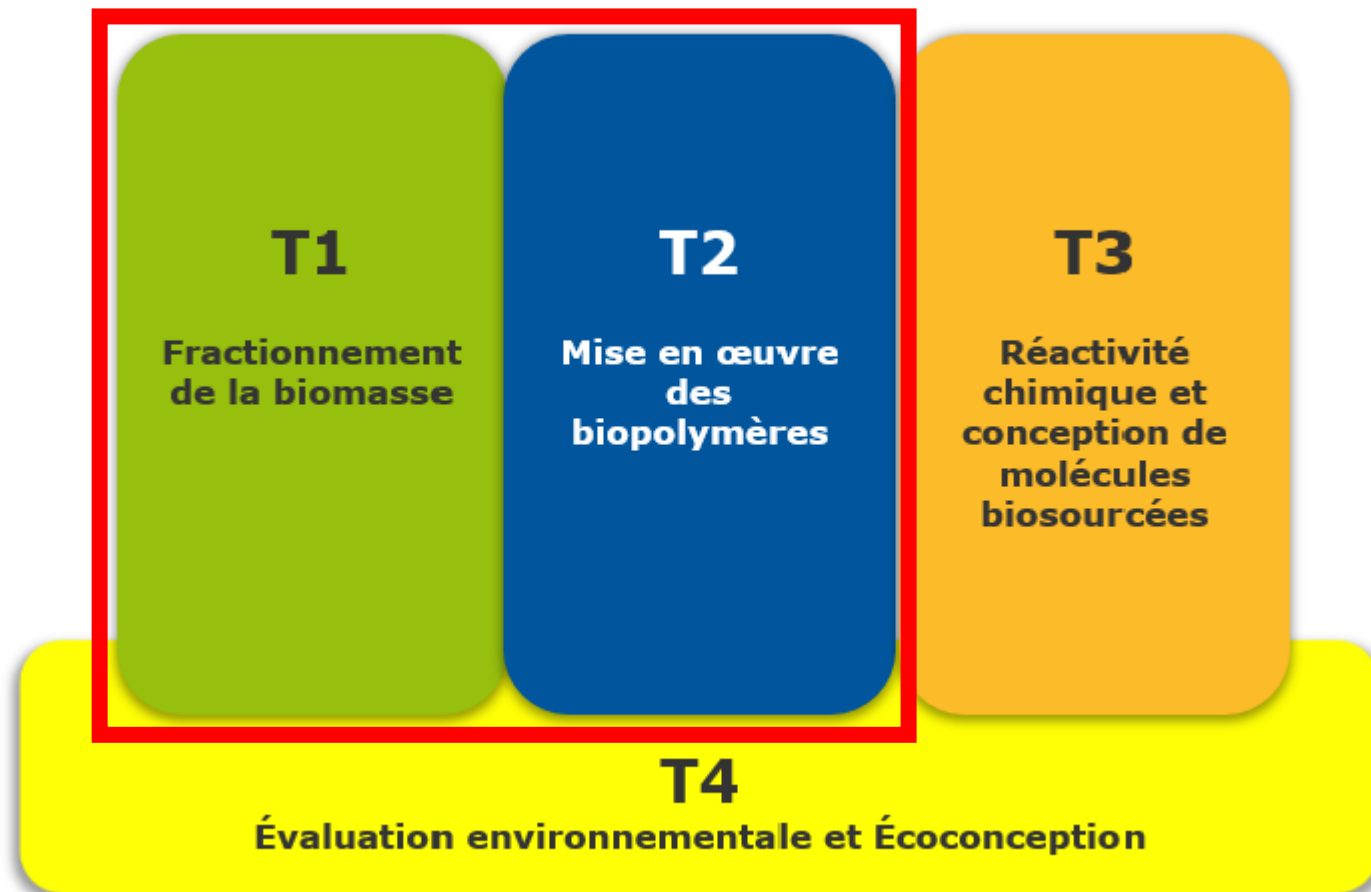 T1
Fractionnement
de la biomasse
T2
Mise en œuvre
des
biopolymères
T3
Réactivité
chimique et
conception de
molécules
biosourcées
T4
Évaluation environnementale et Écoconception